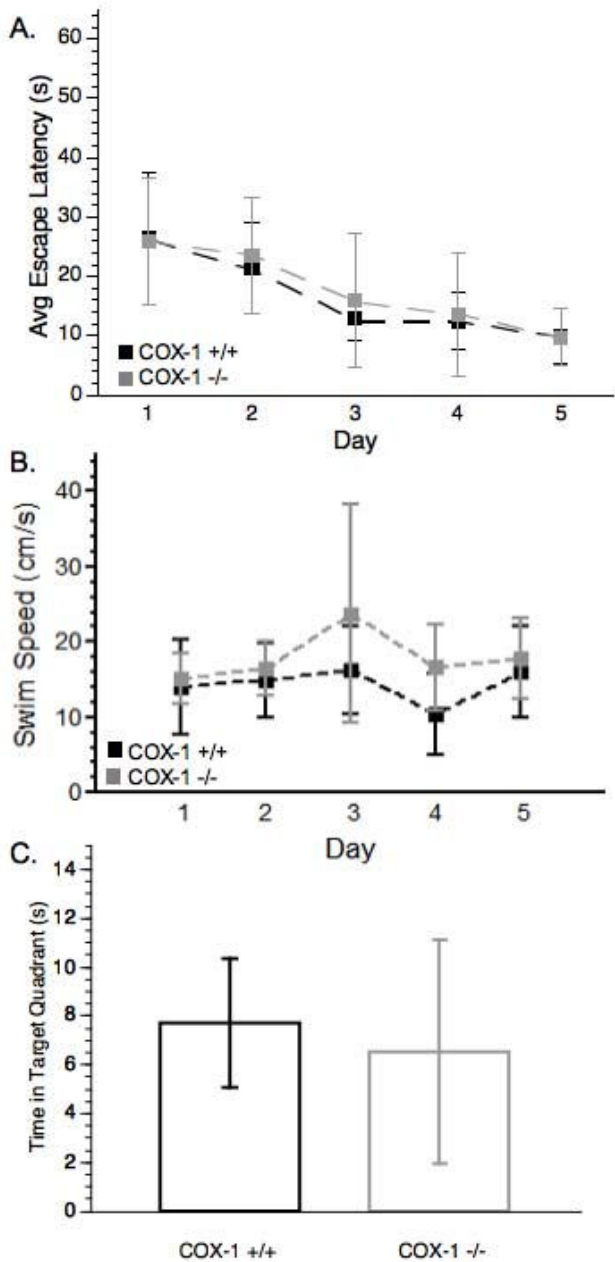 A.
60
50
40
30
20
10
0
Avg Escape Latency (s)
COX-1 +/+
COX-1 -/-
1 2 3 4 5
Day
B.
40
30
20
10
0
Swim Speed (cm/s)
COX-1 +/+
COX-1 -/-
1 2 3 4 5
Day
C.
14
12
10
8
6
4
2
0
Time in Target Quadrant (s)
COX-1 +/+ COX-1 -/-